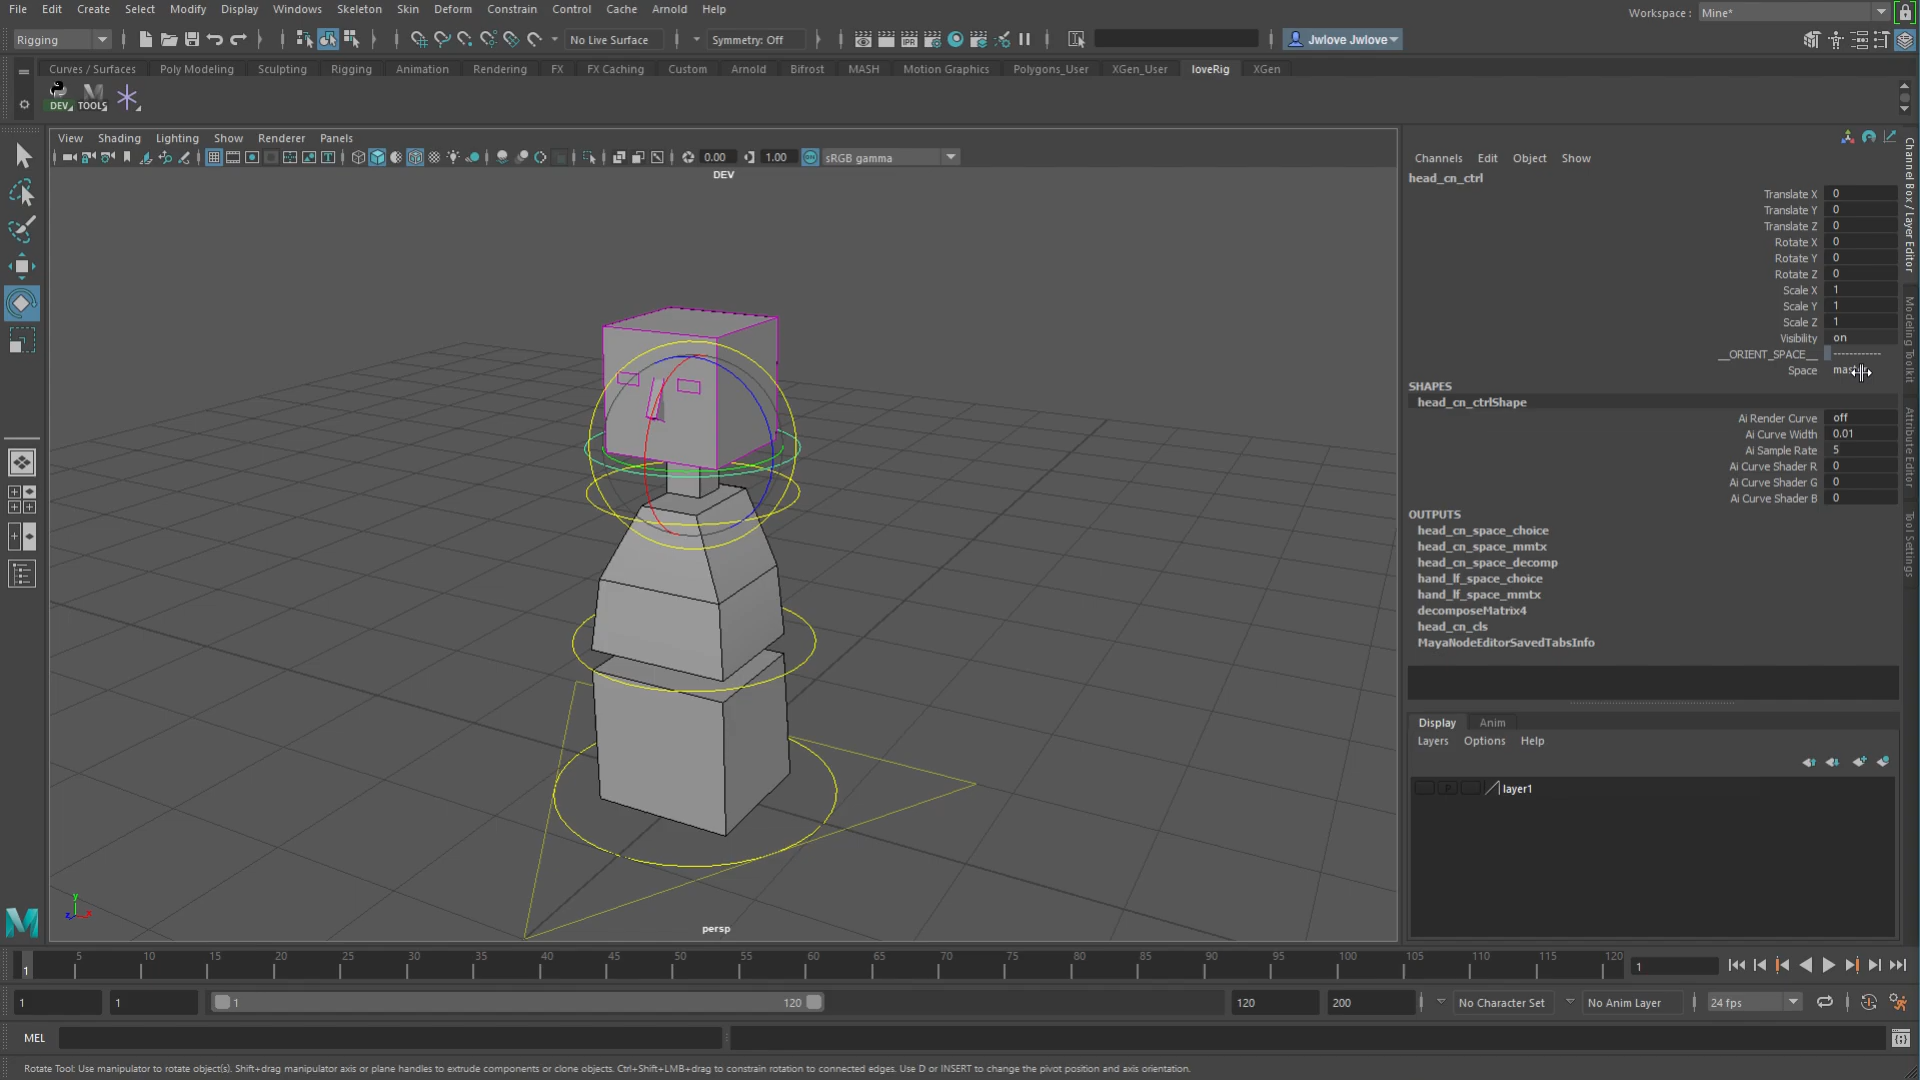 File Edit Create Select Modify Display Windows Skeleton Skin Deform Constrain Control Cache Arnold Help
Workspace : Mine*
Rigging
No Live Surface
Symmetry: Off
IPR
Jwlove Jwlove
Curves / Surfaces Poly Modeling Sculpting Rigging Animation Rendering FX FX Caching Custom Arnold Bifrost MASH Motion Graphics Polygons_User XGen_User loveRig XGen
DEV TOOLS
View Shading Lighting Show Renderer Panels
0.00 1.00 sRGB gamma
DEV
persp
Channels Edit Object Show
head_cn_ctrl
Translate X 0
Translate Y 0
Translate Z 0
Rotate X 0
Rotate Y 0
Rotate Z 0
Scale X 1
Scale Y 1
Scale Z 1
Visibility on
__ORIENT_SPACE__ ------------
Space
SHAPES
head_cn_ctrlShape
Ai Render Curve off
Ai Curve Width 0.01
Ai Sample Rate 5
Ai Curve Shader R 0
Ai Curve Shader G 0
Ai Curve Shader B 0
OUTPUTS
head_cn_space_choice
head_cn_space_mmtx
head_cn_space_decomp
hand_lf_space_choice
hand_lf_space_mmtx
decomposeMatrix4
head_cn_cls
MayaNodeEditorSavedTabsInfo
Display Anim
Layers Options Help
layer1
Channel Box / Layer Editor
Modeling Toolkit
Attribute Editor
Tool Settings
5 10 15 20 25 30 35 40 45 50 55 60 65 70 75 80 85 90 95 100 105 110 115 120
1
1
1 1 1 120 120 200 No Character Set No Anim Layer 24 fps
MEL
Rotate Tool: Use manipulator to rotate object(s). Shift+drag manipulator axis or plane handles to extrude components or clone objects. Ctrl+Shift+LMB+drag to constrain rotation to connected edges. Use D or INSERT to change the pivot position and axis orientation.